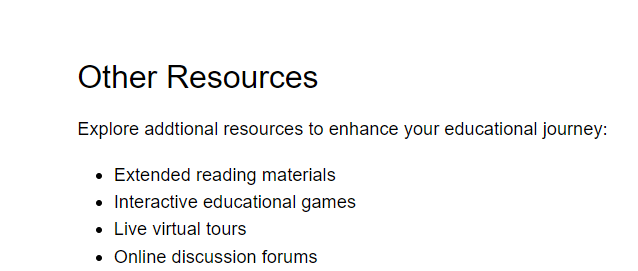 Other Resources
Explore addtional resources to enhance your educational journey:
• Extended reading materials
• Interactive educational games
• Live virtual tours
• Online discussion forums